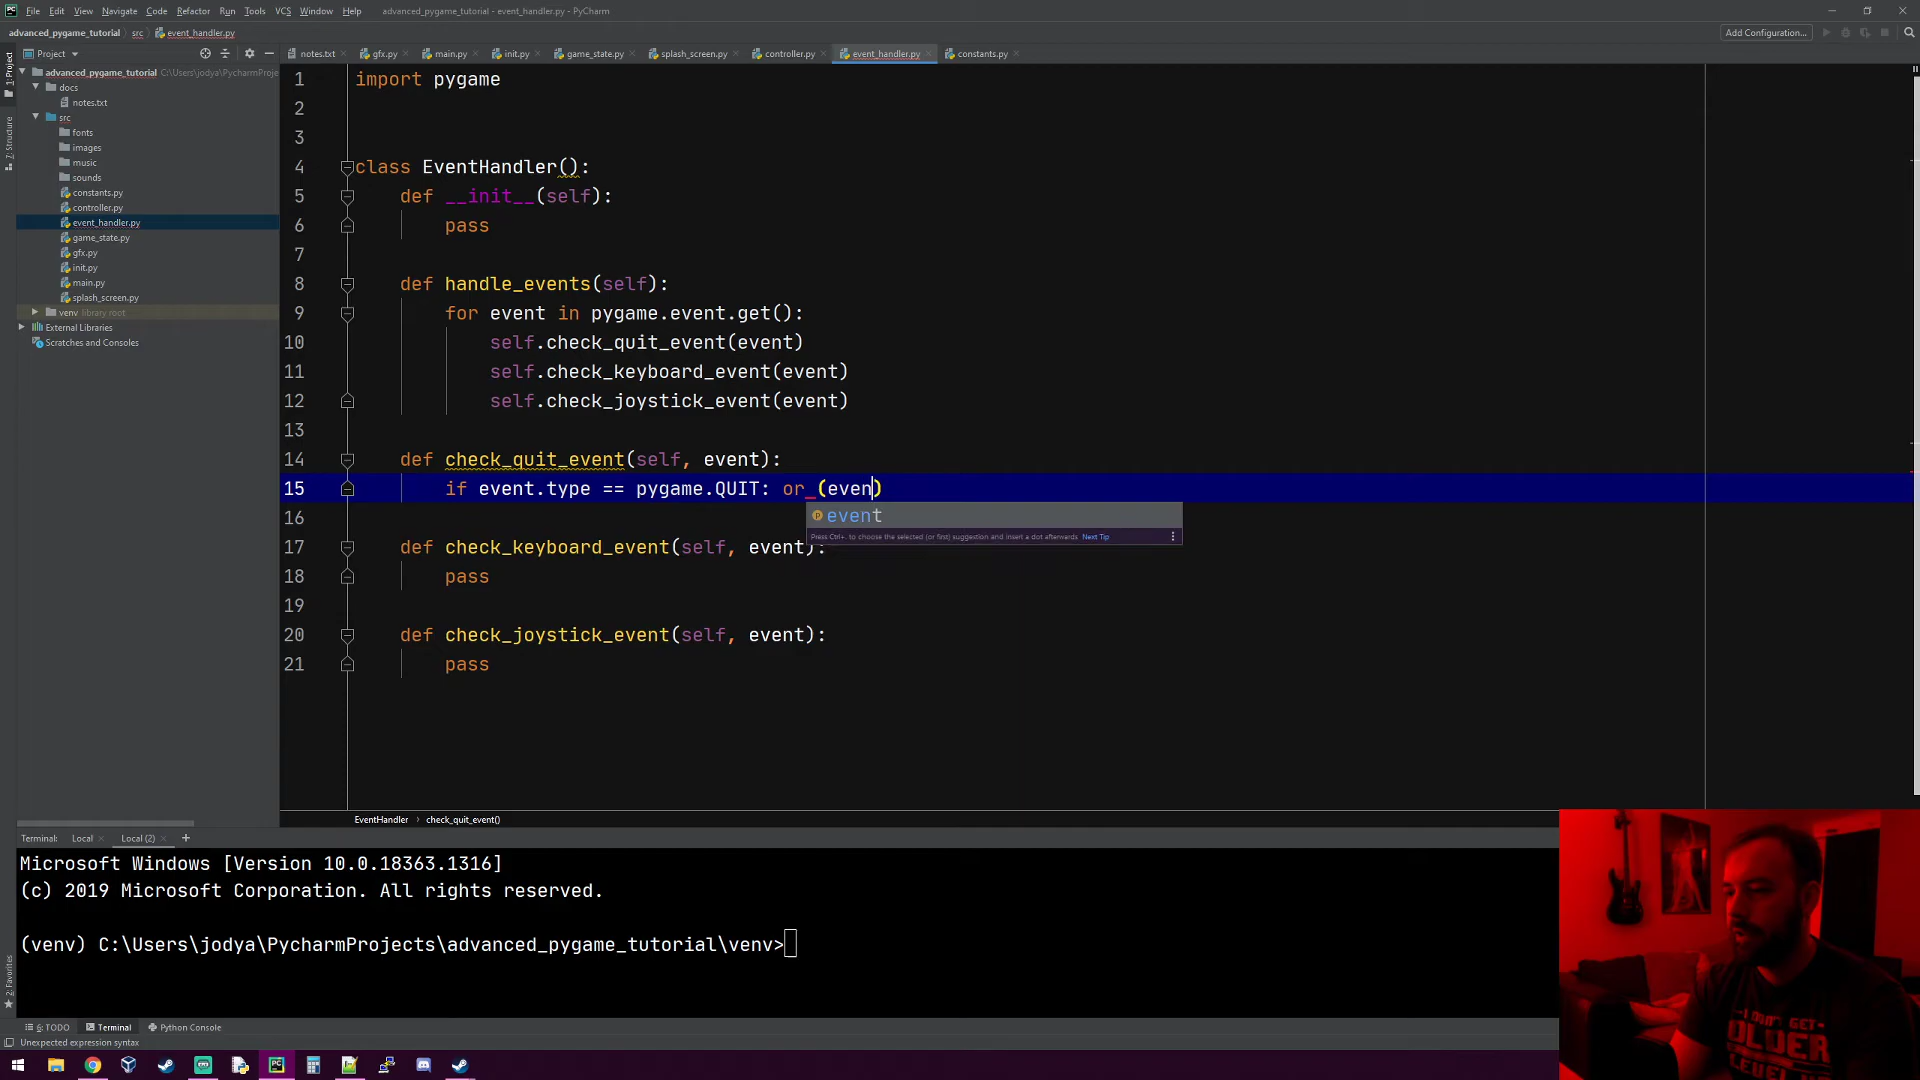 File Edit View Navigate Code Refactor Run Tools VCS Window Help advanced_pygame_tutorial - event_handler.py - PyCharm
advanced_pygame_tutorial › src › event_handler.py Add Configuration...
Project notes.txt gfx.py main.py init.py game_state.py splash_screen.py controller.py event_handler.py constants.py
1: Project
7: Structure
2: Favorites
advanced_pygame_tutorial C:\Users\jodya\PycharmProje
docs
notes.txt
src
fonts
images
music
sounds
constants.py
controller.py
event_handler.py
game_state.py
gfx.py
init.py
main.py
splash_screen.py
venv library root
External Libraries
Scratches and Consoles
1 import pygame
2
3
4 class EventHandler():
5 def __init__(self):
6 pass
7
8 def handle_events(self):
9 for event in pygame.event.get():
10 self.check_quit_event(event)
11 self.check_keyboard_event(event)
12 self.check_joystick_event(event)
13
14 def check_quit_event(self, event):
15 if event.type == pygame.QUIT: or (even)
event
Press Ctrl+. to choose the selected (or first) suggestion and insert a dot afterwards Next Tip
16
17 def check_keyboard_event(self, event):
18 pass
19
20 def check_joystick_event(self, event):
21 pass
EventHandler › check_quit_event()
Terminal: Local Local (2) +
Microsoft Windows [Version 10.0.18363.1316]
(c) 2019 Microsoft Corporation. All rights reserved.
(venv) C:\Users\jodya\PycharmProjects\advanced_pygame_tutorial\venv>
6: TODO Terminal Python Console
Unexpected expression syntax
I DON'T GET
OLDER
LEVEL